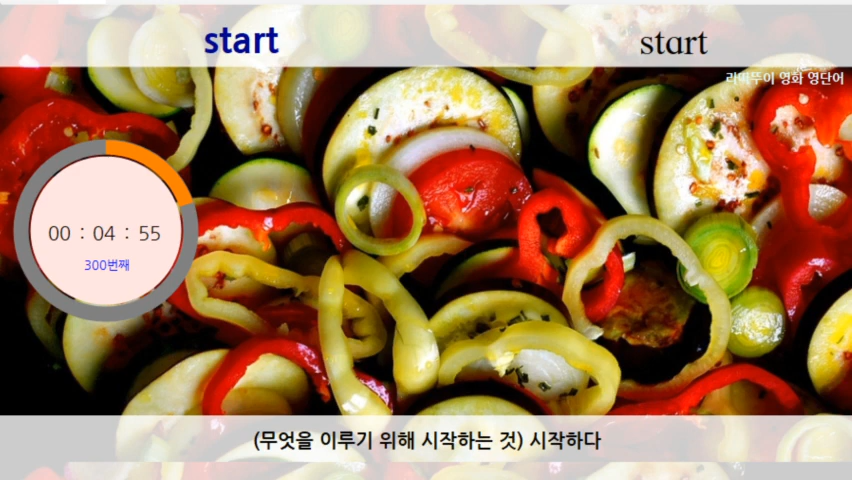 start
start
라따뚜이 영화 영단어
00 : 04 : 55
300번째
(무엇을 이루기 위해 시작하는 것) 시작하다